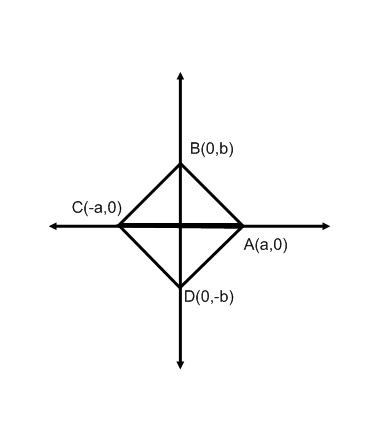 B(0,b)
C(-a,0)
A(a,0)
D(0,-b)